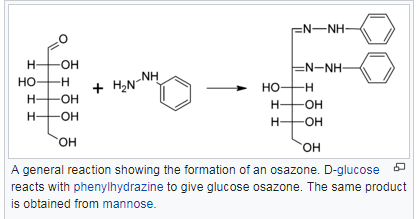 O
=N–NH
H OH
HO H
H OH
H OH
OH
+
H₂N NH
=N–NH
HO H
H OH
H OH
OH
A general reaction showing the formation of an osazone. D-glucose
reacts with phenylhydrazine to give glucose osazone. The same product
is obtained from mannose.